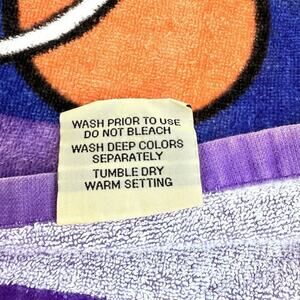 WASH PRIOR TO USE
DO NOT BLEACH
WASH DEEP COLORS
SEPARATELY
TUMBLE DRY
WARM SETTING